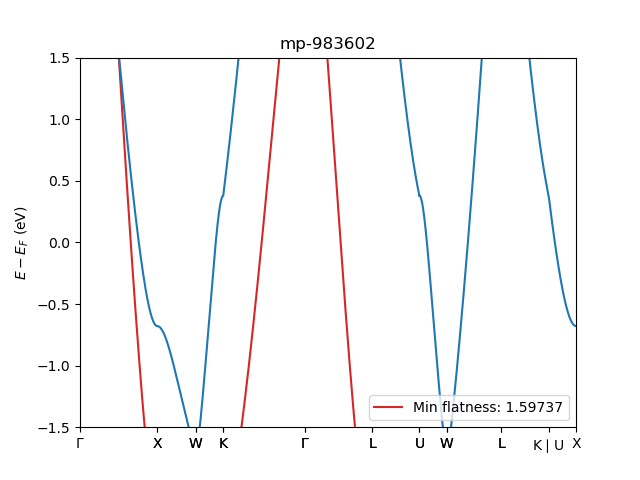 mp-983602
1.5
1.0
0.5
0.0
−0.5
−1.0
−1.5
E − E_F (eV)
Γ X W K Γ L U W L K | U X
Min flatness: 1.59737